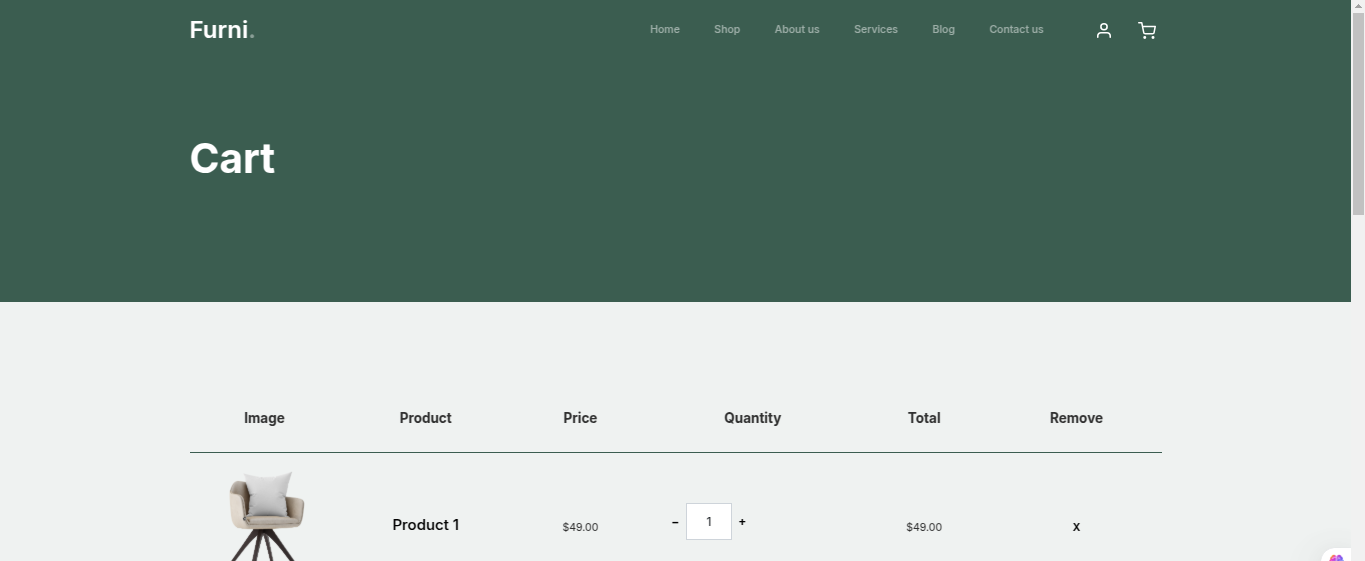 Furni.
Home Shop About us Services Blog Contact us
Cart
Image Product Price Quantity Total Remove
Product 1 $49.00 – 1 + $49.00 X